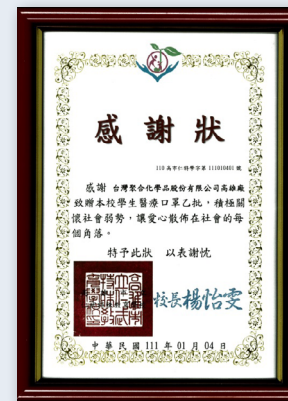 感謝狀
110高市仁特學字第111010401號
感謝 台灣聚合化學品股份有限公司高雄廠
致贈本校學生醫療口罩乙批，積極關
懷社會弱勢，讓愛心散佈在社會的每
個角落。
特予此狀 以表謝忱
校長楊怡雯
中華民國111年01月04日